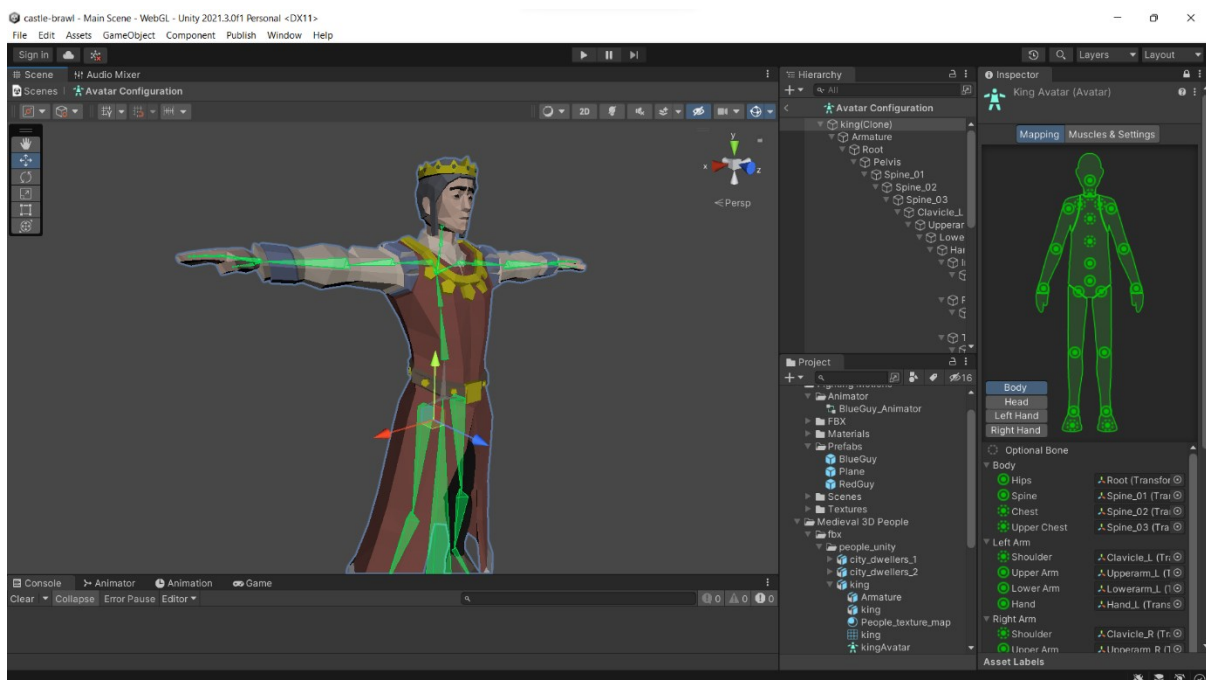 castle-brawl - Main Scene - WebGL - Unity 2021.3.0f1 Personal <DX11>
File Edit Assets GameObject Component Publish Window Help
Sign in
Layers
Layout
Scene
Audio Mixer
Scenes
Avatar Configuration
2D
y
x
z
Persp
Hierarchy
All
Avatar Configuration
king(Clone)
Armature
Root
Pelvis
Spine_01
Spine_02
Spine_03
Clavicle_L
Upperar
Lowe
Har
Project
16
Animator
BlueGuy_Animator
FBX
Materials
Prefabs
BlueGuy
Plane
RedGuy
Scenes
Textures
Medieval 3D People
fbx
people_unity
city_dwellers_1
city_dwellers_2
king
Armature
king
People_texture_map
king
kingAvatar
Inspector
King Avatar (Avatar)
Mapping Muscles & Settings
Body
Head
Left Hand
Right Hand
Optional Bone
Body
Hips Root (Transfor
Spine Spine_01 (Tra
Chest Spine_02 (Tra
Upper Chest Spine_03 (Tra
Left Arm
Shoulder Clavicle_L (Tr
Upper Arm Upperarm_L (T
Lower Arm Lowerarm_L (T
Hand Hand_L (Trans
Right Arm
Shoulder Clavicle_R (Tr
Upper Arm Upperarm_R (T
Asset Labels
Console Animator Animation Game
Clear Collapse Error Pause Editor
0 0 0